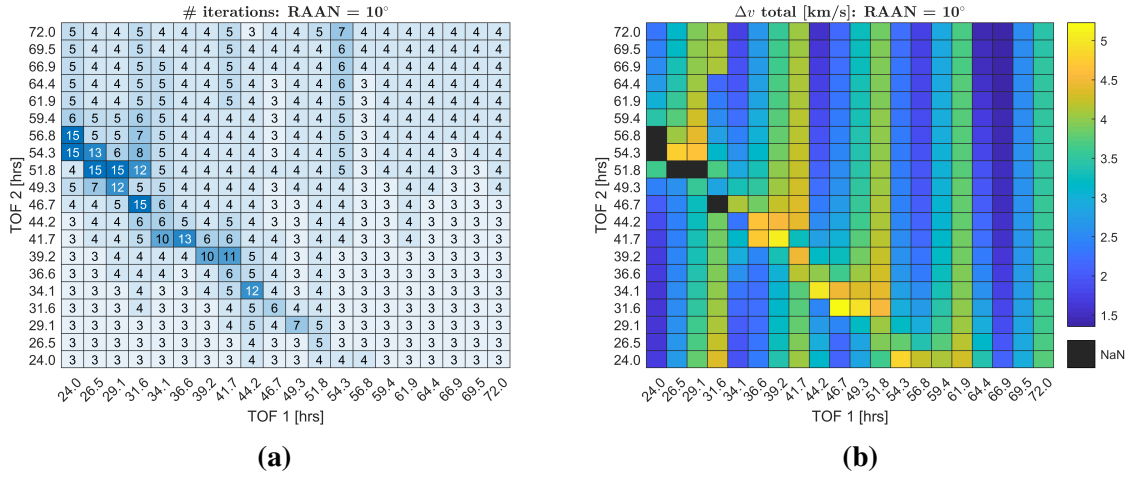 # iterations: RAAN = 10°
72.0 5 4 4 5 4 4 4 5 3 4 4 5 7 4 4 4 4 4 4 4
69.5 5 4 4 5 4 4 4 5 4 4 4 4 6 4 4 4 4 4 4 4
66.9 5 4 4 5 5 4 4 5 4 4 4 4 6 3 4 4 4 4 4 4
64.4 5 4 4 5 5 4 4 5 4 3 4 4 6 3 4 4 4 4 4 4
61.9 5 4 4 5 5 4 4 5 4 3 4 4 5 3 4 4 4 4 4 4
59.4 6 5 5 6 5 4 4 4 4 3 4 4 5 3 4 4 4 4 4 4
56.8 15 5 5 7 5 4 4 4 4 3 4 4 5 3 4 4 4 4 4 4
54.3 15 13 6 8 5 4 4 4 4 3 4 4 5 3 4 4 4 3 4 4
51.8 4 15 15 12 5 4 4 4 4 4 4 4 5 3 4 4 4 3 3 4
49.3 5 7 12 5 5 4 4 4 4 4 4 4 3 3 3 4 4 3 3 3
46.7 4 4 5 15 6 4 4 4 4 4 4 4 3 3 3 4 3 3 3 3
44.2 3 4 4 6 6 5 4 5 4 4 3 4 3 3 3 4 3 3 3 3
41.7 3 4 4 5 10 13 6 6 4 4 3 4 3 3 3 4 3 3 3 3
39.2 3 3 4 4 4 4 10 11 5 4 3 4 3 3 3 3 3 3 3 3
36.6 3 3 4 4 4 4 4 6 5 4 3 4 3 3 3 3 3 3 3 3
34.1 3 3 3 4 3 3 4 5 12 4 4 4 3 3 3 3 3 3 3 3
31.6 3 3 3 4 3 3 3 4 5 6 4 3 3 3 3 3 3 3 3 3
29.1 3 3 3 3 3 3 3 4 5 4 7 5 3 3 3 3 3 3 3 3
26.5 3 3 3 3 3 3 3 3 3 3 3 5 3 3 3 3 3 3 3 3
24.0 3 3 3 3 3 3 3 3 4 3 3 4 4 4 3 3 3 3 3 3
TOF 2 [hrs]
24.0 26.5 29.1 31.6 34.1 36.6 39.2 41.7 44.2 46.7 49.3 51.8 54.3 56.8 59.4 61.9 64.4 66.9 69.5 72.0
TOF 1 [hrs]
(a)
Δv total [km/s]: RAAN = 10°
72.0
69.5
66.9
64.4
61.9
59.4
56.8
54.3
51.8
49.3
46.7
44.2
41.7
39.2
36.6
34.1
31.6
29.1
26.5
24.0
TOF 2 [hrs]
24.0 26.5 29.1 31.6 34.1 36.6 39.2 41.7 44.2 46.7 49.3 51.8 54.3 56.8 59.4 61.9 64.4 66.9 69.5 72.0
TOF 1 [hrs]
5
4.5
4
3.5
3
2.5
2
1.5
NaN
(b)